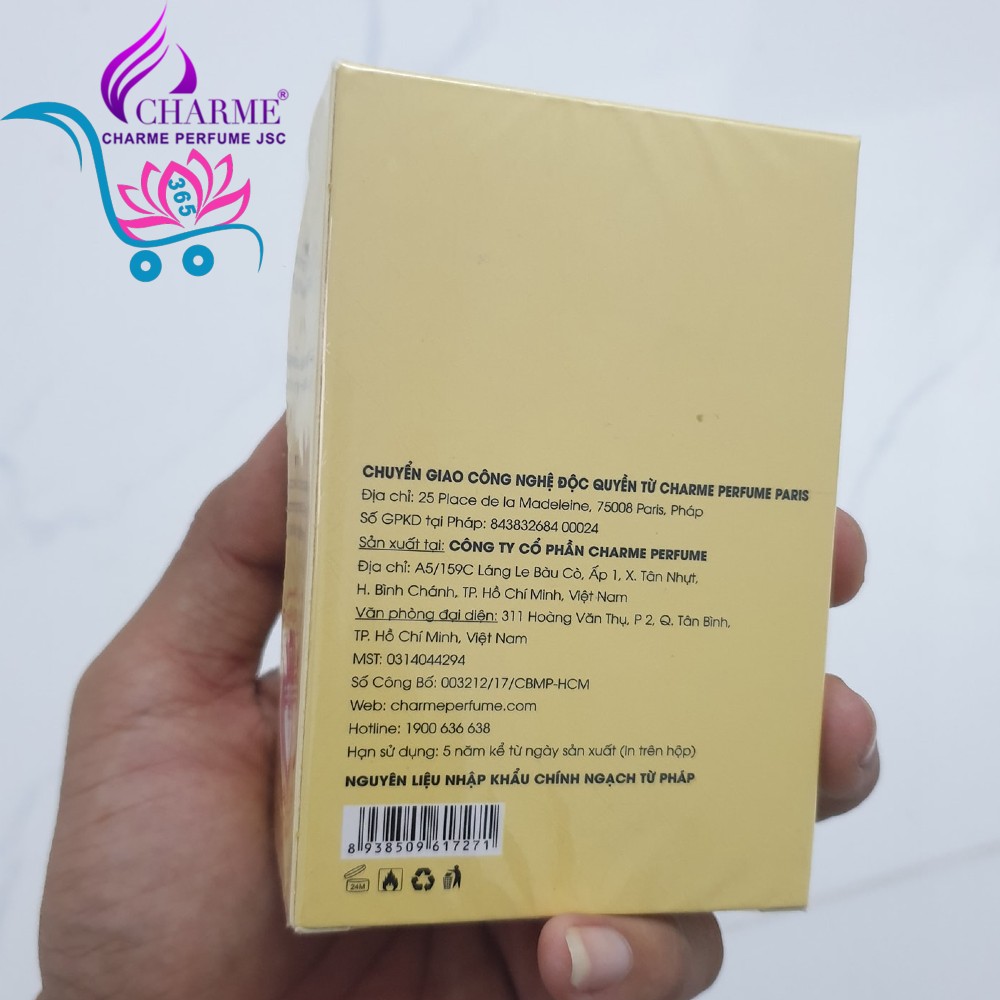 CHARME®
CHARME PERFUME JSC
365
CHUYỂN GIAO CÔNG NGHỆ ĐỘC QUYỀN TỪ CHARME PERFUME PARIS
Địa chỉ: 25 Place de la Madeleine, 75008 Paris, Pháp
Số GPKD tại Pháp: 843832684 00024
Sản xuất tại: CÔNG TY CỔ PHẦN CHARME PERFUME
Địa chỉ: A5/159C Láng Le Bàu Cò, Ấp 1, X. Tân Nhựt,
H. Bình Chánh, TP. Hồ Chí Minh, Việt Nam
Văn phòng đại diện: 311 Hoàng Văn Thụ, P 2, Q. Tân Bình,
TP. Hồ Chí Minh, Việt Nam
MST: 0314044294
Số Công Bố: 003212/17/CBMP-HCM
Web: charmeperfume.com
Hotline: 1900 636 638
Hạn sử dụng: 5 năm kể từ ngày sản xuất (in trên hộp)
NGUYÊN LIỆU NHẬP KHẨU CHÍNH NGẠCH TỪ PHÁP
8 938509 617271
24M